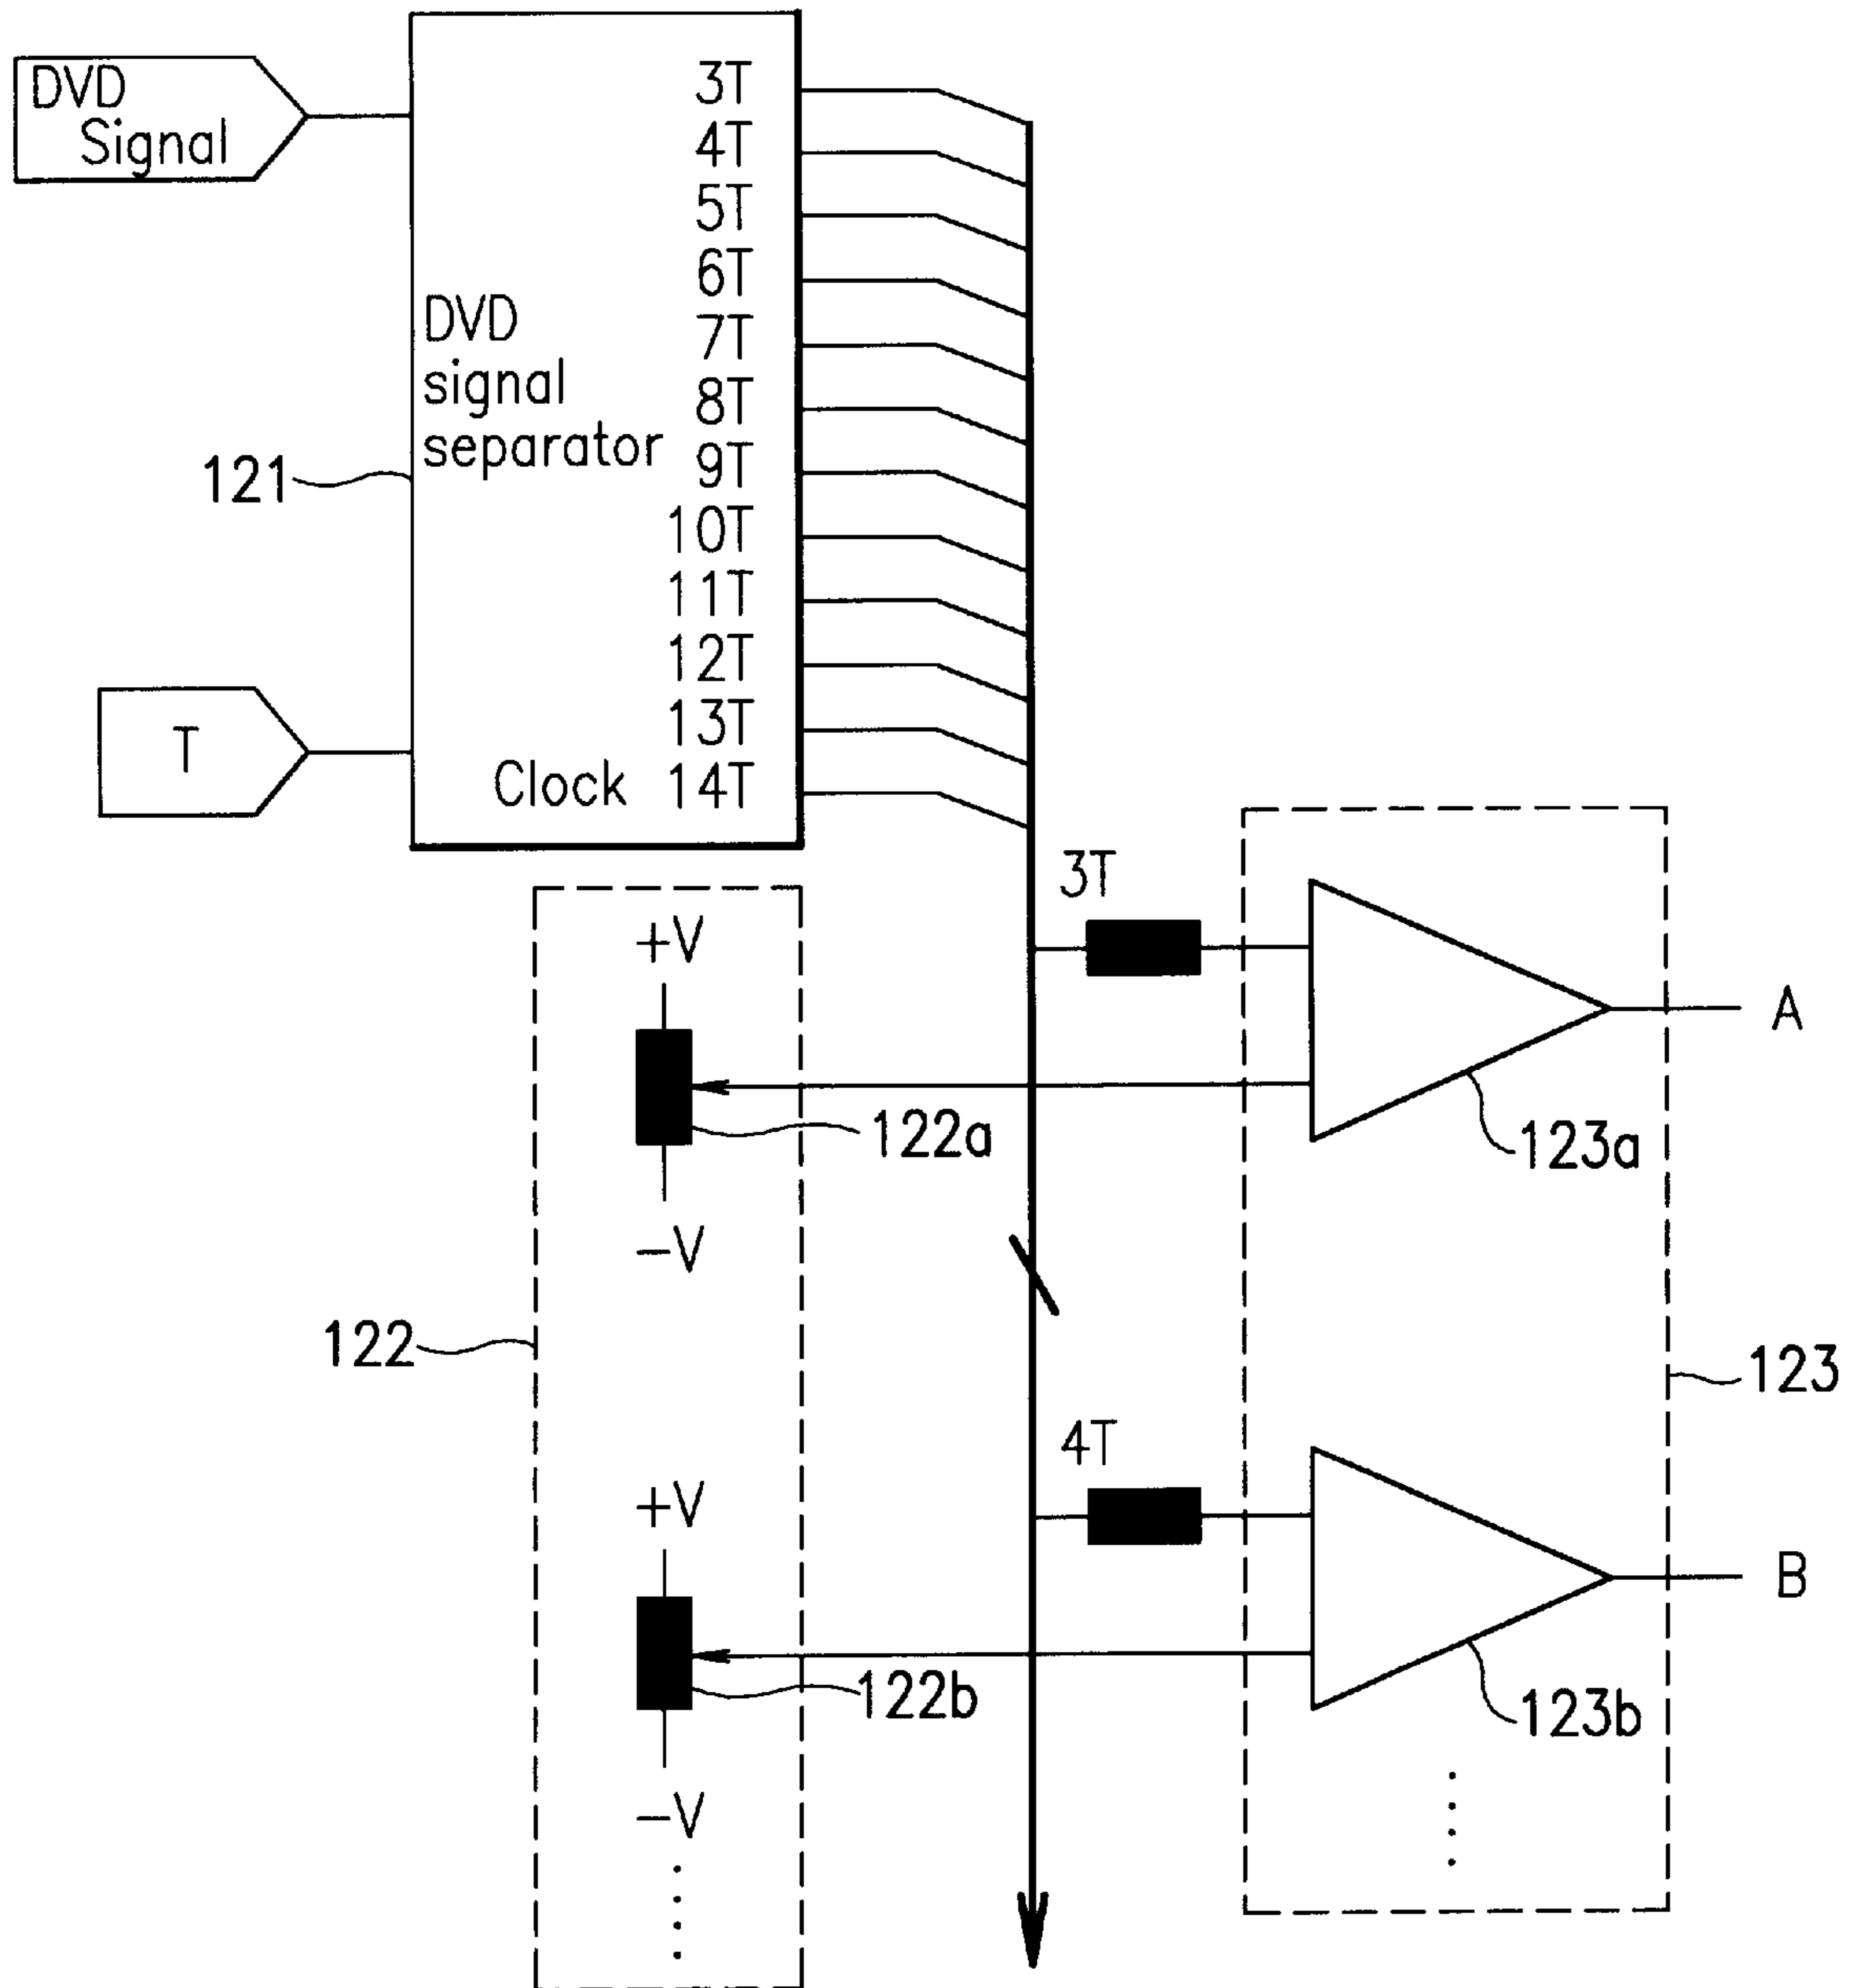 DVD
Signal
3T
4T
5T
6T
7T
8T
9T
10T
11T
12T
13T
14T
DVD
signal
separator
121
T
Clock
3T
+V
A
122a
123a
-V
122
123
4T
+V
B
122b
123b
-V